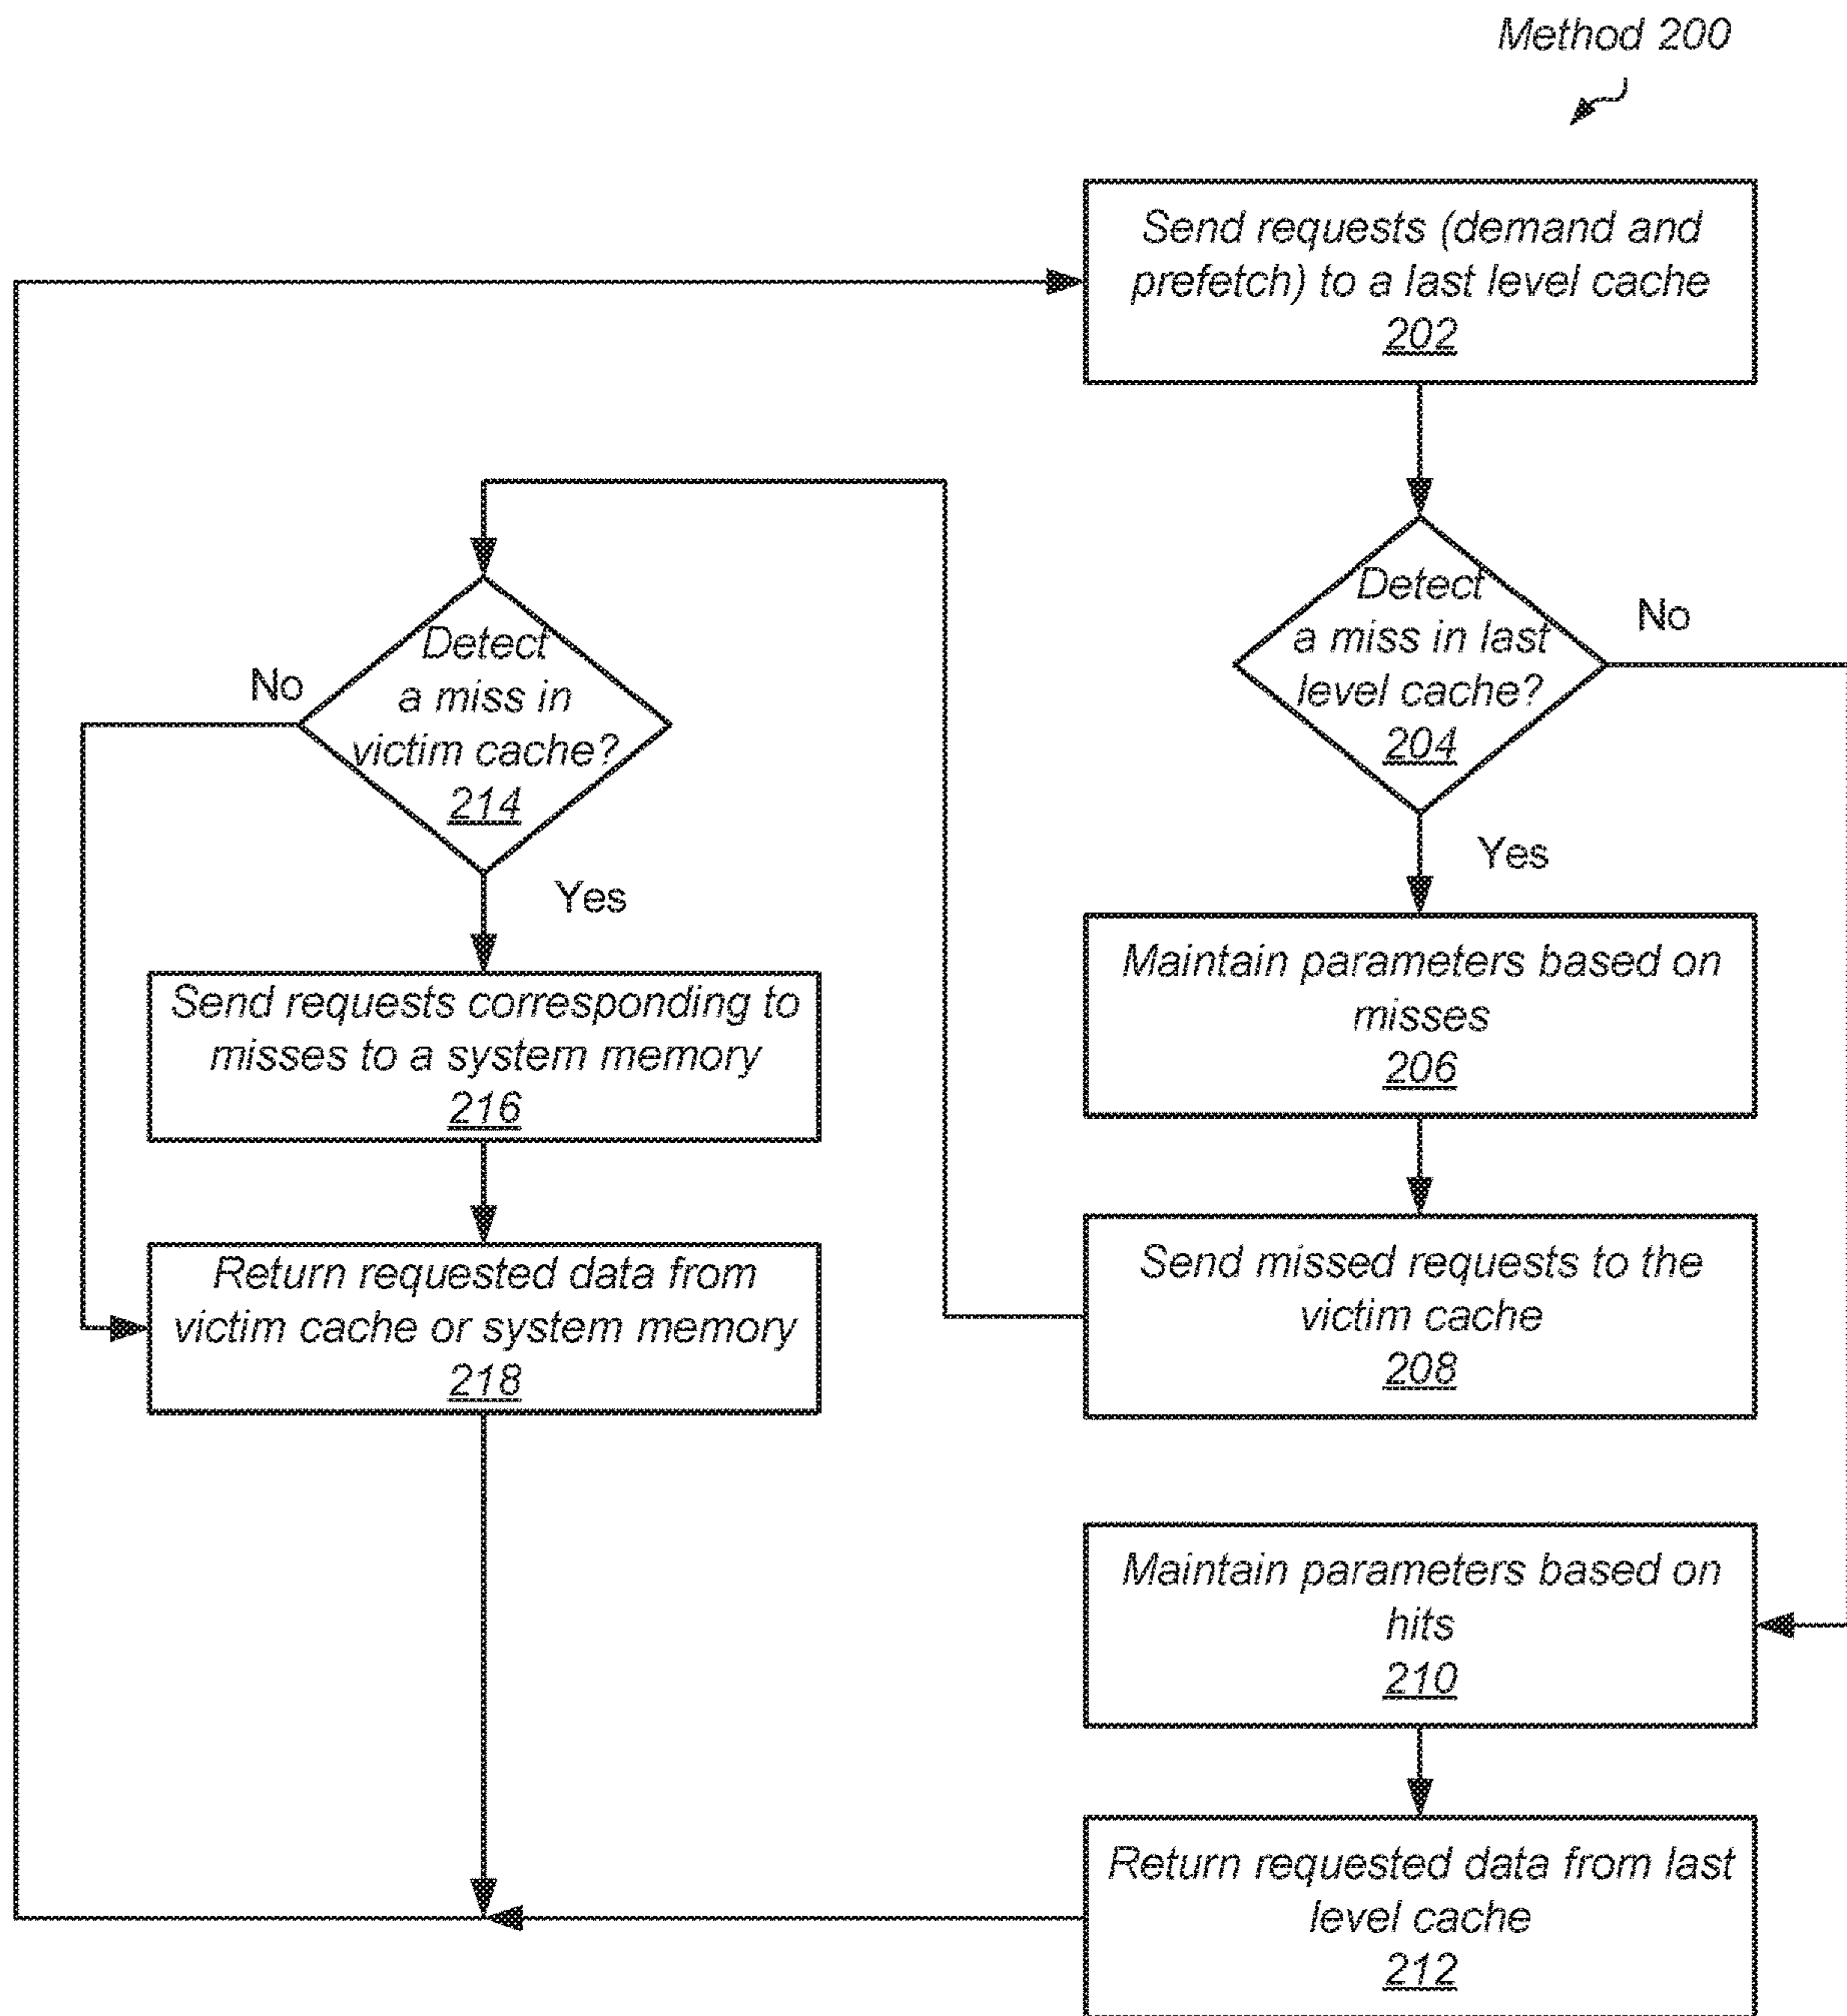 Method 200
Send requests (demand and
prefetch) to a last level cache
202
Detect
a miss in last
level cache?
204
No
Yes
Maintain parameters based on
misses
206
Send missed requests to the
victim cache
208
Maintain parameters based on
hits
210
Return requested data from last
level cache
212
Detect
a miss in
victim cache?
214
No
Yes
Send requests corresponding to
misses to a system memory
216
Return requested data from
victim cache or system memory
218